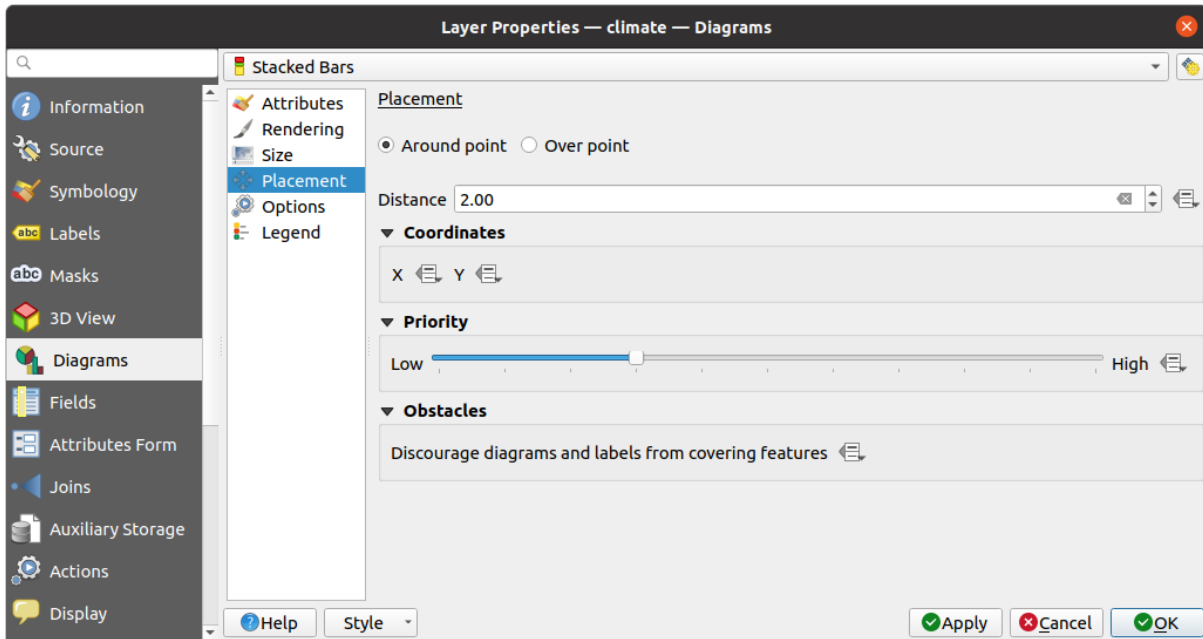 Layer Properties — climate — Diagrams
Stacked Bars
Information
Source
Symbology
abc Labels
abc Masks
3D View
Diagrams
Fields
Attributes Form
Joins
Auxiliary Storage
Actions
Display
Attributes
Rendering
Size
Placement
Options
Legend
Placement
Around point Over point
Distance 2.00
Coordinates
X Y
Priority
Low High
Obstacles
Discourage diagrams and labels from covering features
Help Style Apply Cancel OK